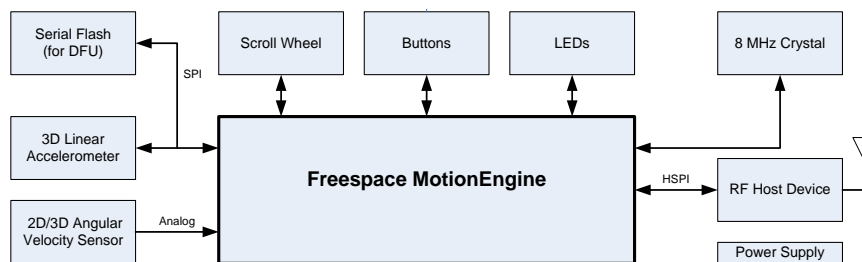 Serial Flash
(for DFU)
Scroll Wheel
Buttons
LEDs
8 MHz Crystal
SPI
3D Linear
Accelerometer
Freespace MotionEngine
HSPI
RF Host Device
2D/3D Angular
Velocity Sensor
Analog
Power Supply